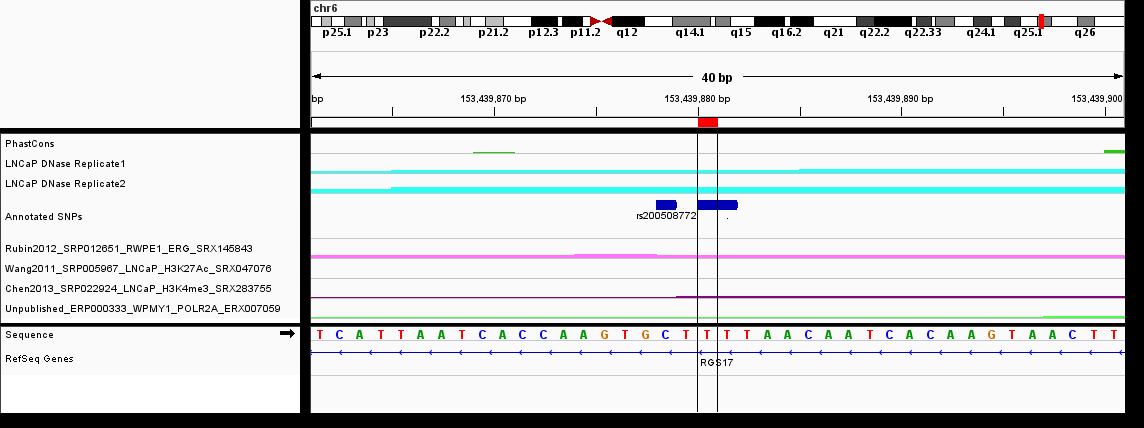 chr6
p25.1 p23 p22.2 p21.2 p12.3 p11.2 q12 q14.1 q15 q16.2 q21 q22.2 q22.33 q24.1 q25.1 q26
40 bp
bp 153,439,870 bp 153,439,880 bp 153,439,890 bp 153,439,900
PhastCons
LNCaP DNase Replicate1
LNCaP DNase Replicate2
Annotated SNPs
rs200508772 .
Rubin2012_SRP012651_RWPE1_ERG_SRX145843
Wang2011_SRP005967_LNCaP_H3K27Ac_SRX047076
Chen2013_SRP022924_LNCaP_H3K4me3_SRX283755
Unpublished_ERP000333_WPMY1_POLR2A_ERX007059
Sequence T C A T T A A T C A C C A A G T G C T T T T A A C A A T C A C A A G T A A C T T
RefSeq Genes
RGS17